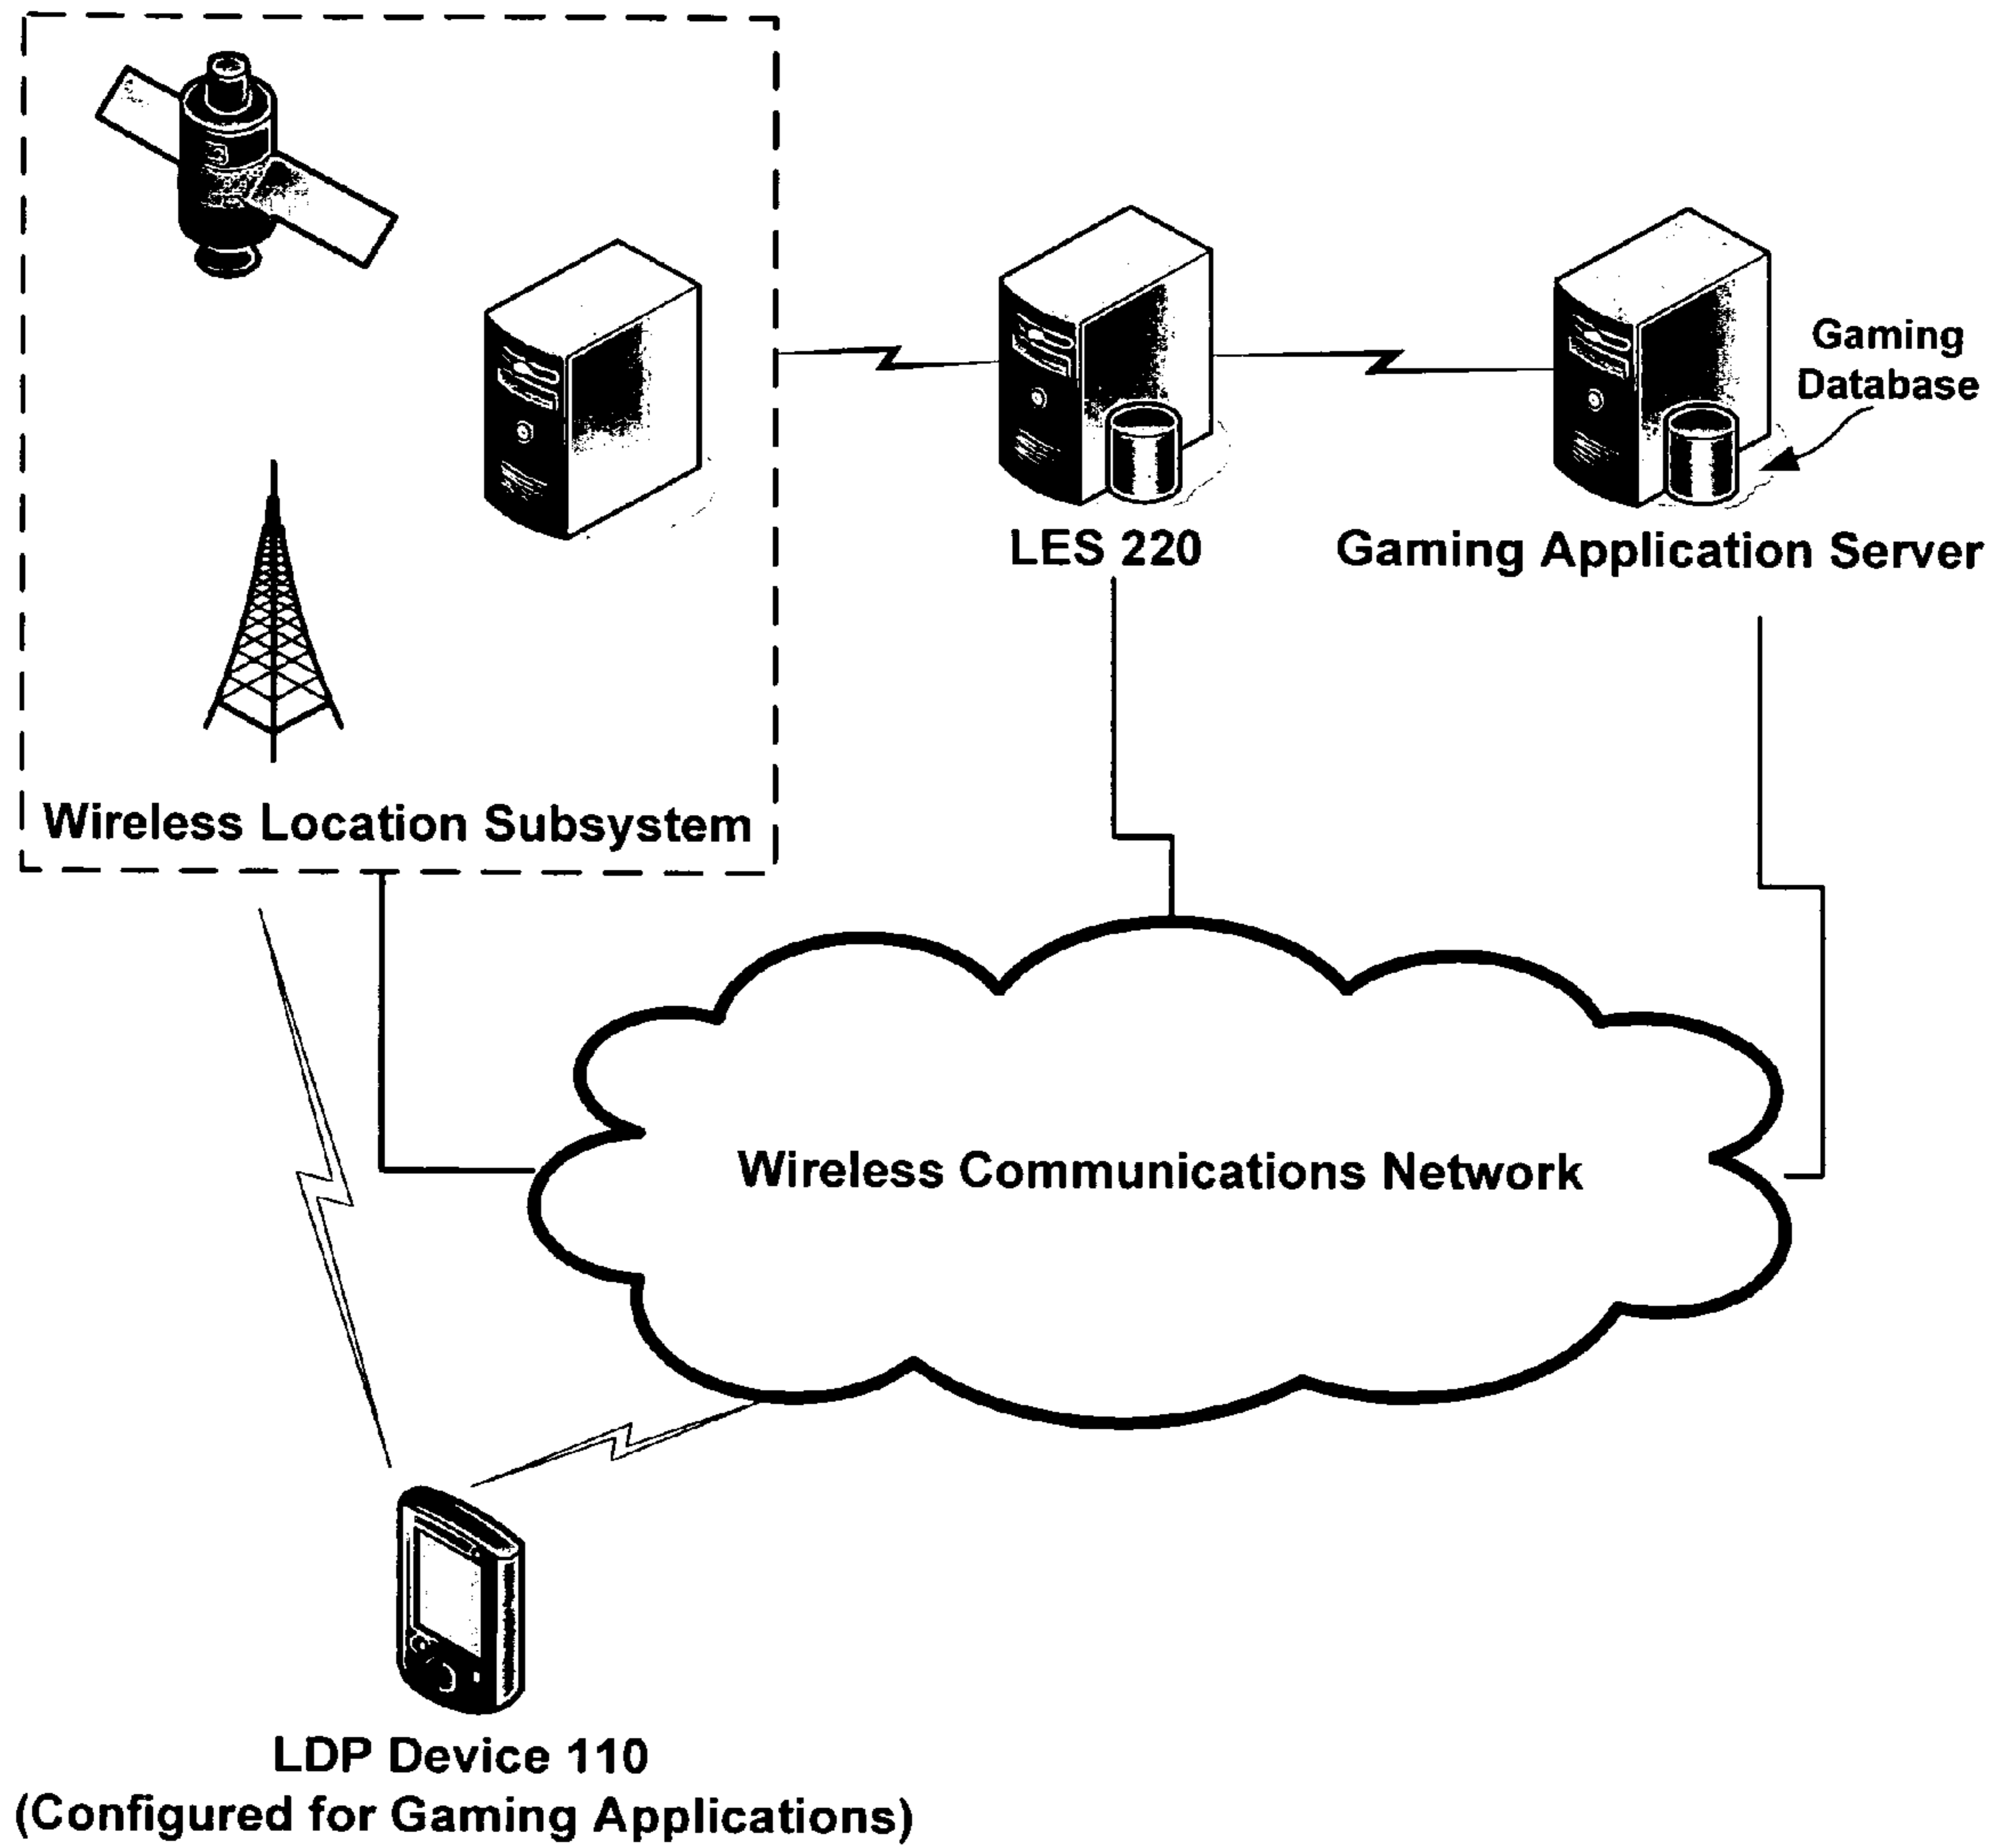 Gaming
Database
LES 220
Gaming Application Server
Wireless Location Subsystem
Wireless Communications Network
LDP Device 110
(Configured for Gaming Applications)